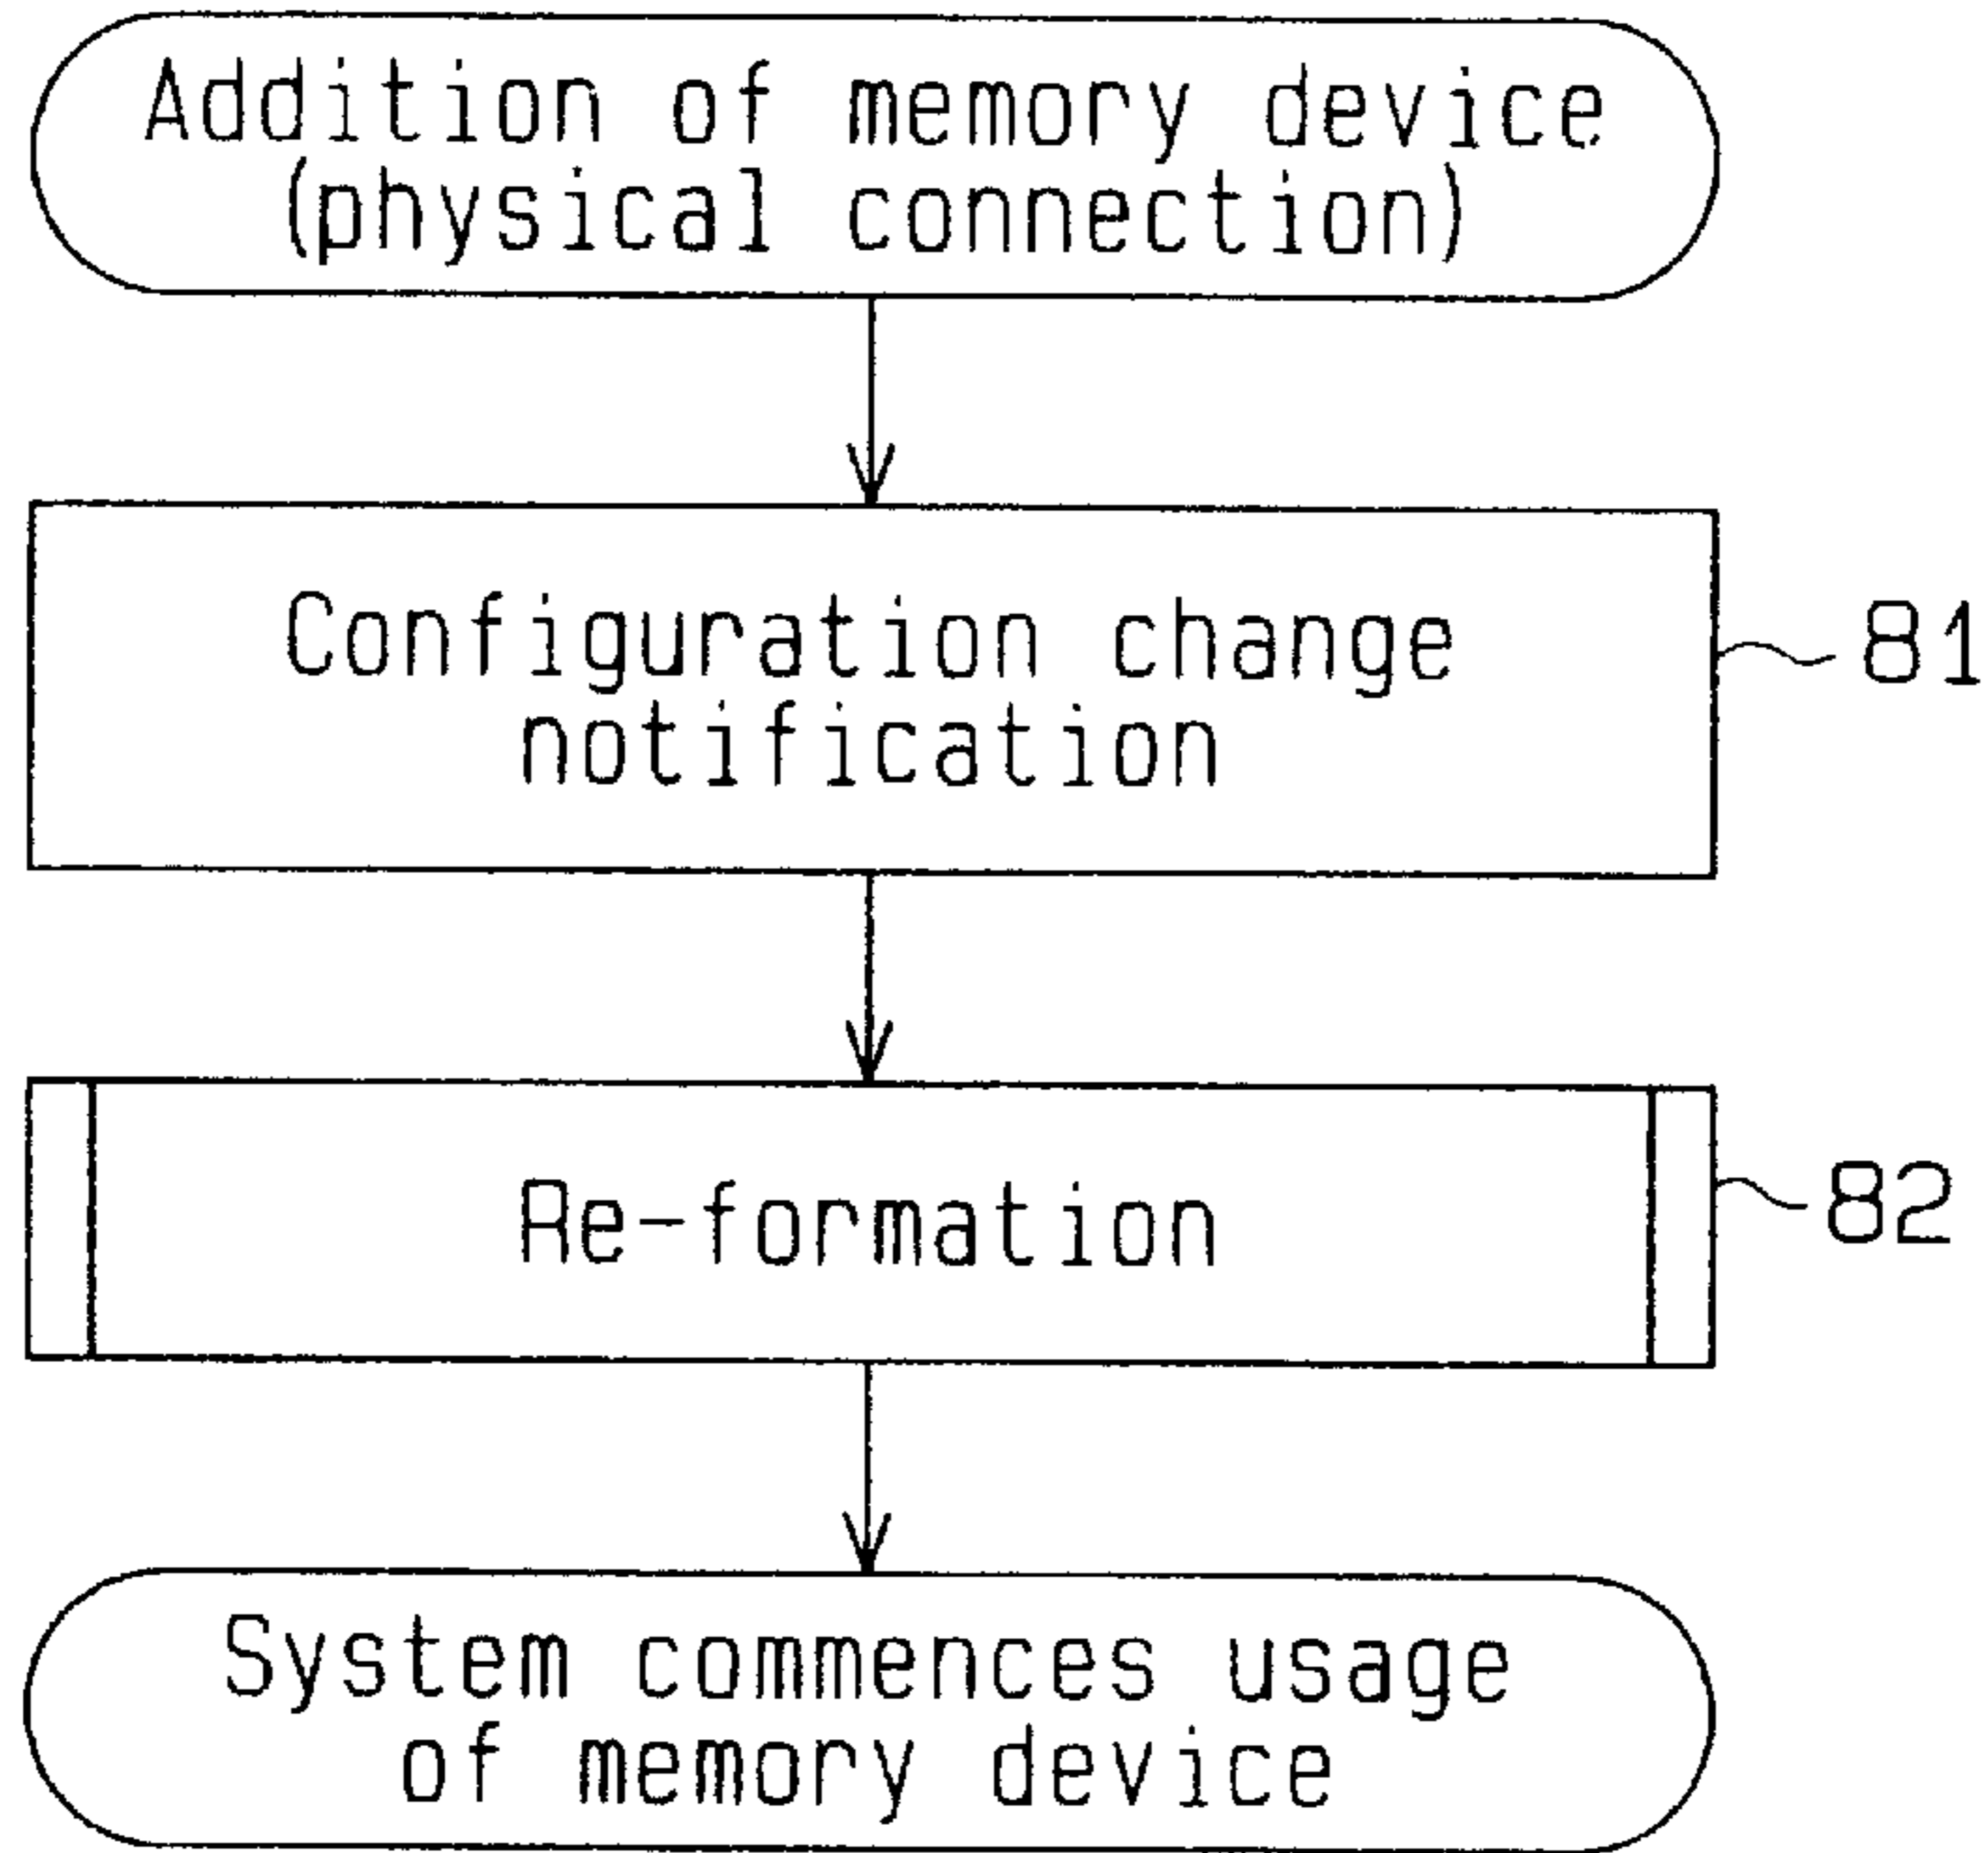 Addition of memory device
(physical connection)
Configuration change
notification
81
Re-formation
82
System commences usage
of memory device